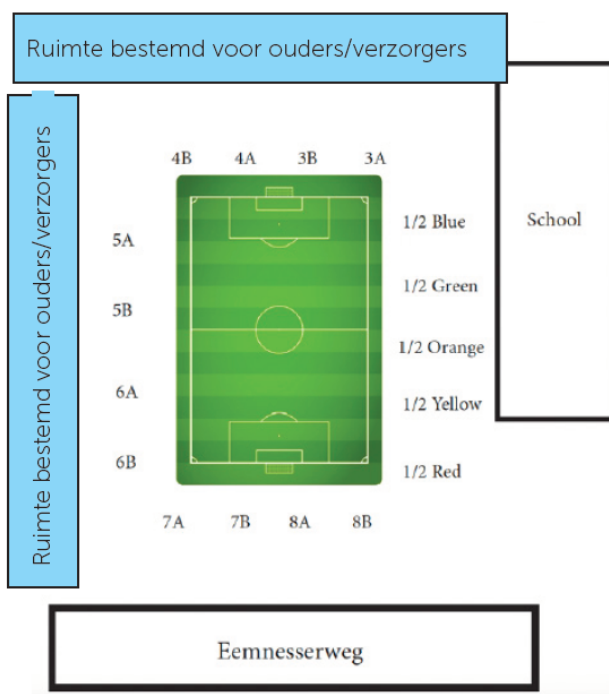 Ruimte bestemd voor ouders/verzorgers
Ruimte bestemd voor ouders/verzorgers
4B 4A 3B 3A
5A
5B
6A
6B
1/2 Blue
1/2 Green
1/2 Orange
1/2 Yellow
1/2 Red
School
7A 7B 8A 8B
Eemnesserweg